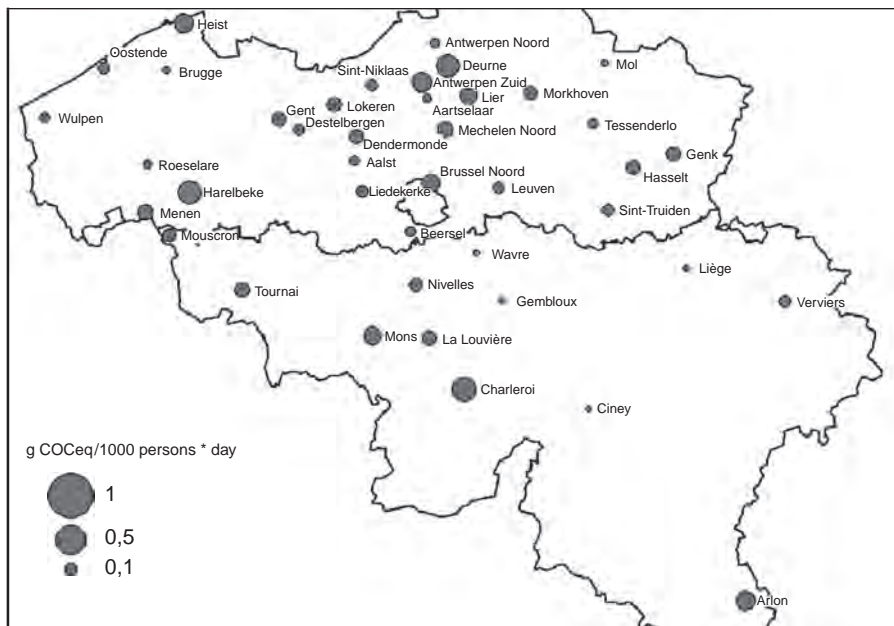 Heist
Antwerpen Noord
Oostende
Deurne
Mol
Brugge
Sint-Niklaas
Antwerpen Zuid
Lier
Morkhoven
Gent
Lokeren
Aartselaar
Wulpen
Destelbergen
Mechelen Noord
Tessenderlo
Dendermonde
Genk
Roeselare
Aalst
Brussel Noord
Hasselt
Harelbeke
Liedekerke
Leuven
Menen
Sint-Truiden
Mouscron
Beersel
Wavre
Liège
Tournai
Nivelles
Gembloux
Verviers
Mons
La Louvière
Charleroi
Ciney
g COCeq/1000 persons * day
1
0,5
0,1
Arlon